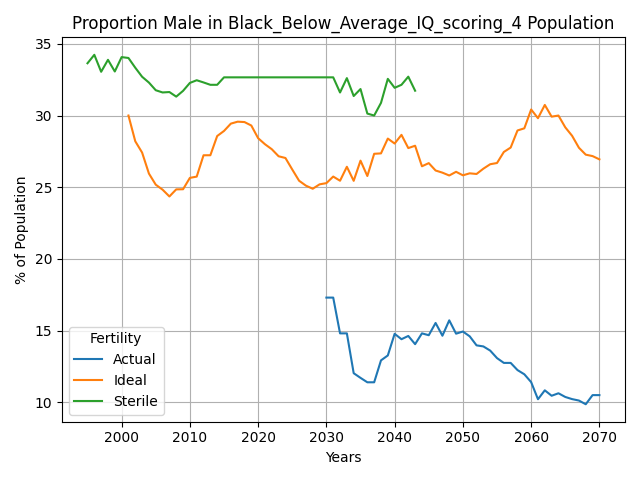 Proportion Male in Black_Below_Average_IQ_scoring_4 Population
% of Population
35
30
25
20
15
10
Fertility
Actual
Ideal
Sterile
2000 2010 2020 2030 2040 2050 2060 2070
Years